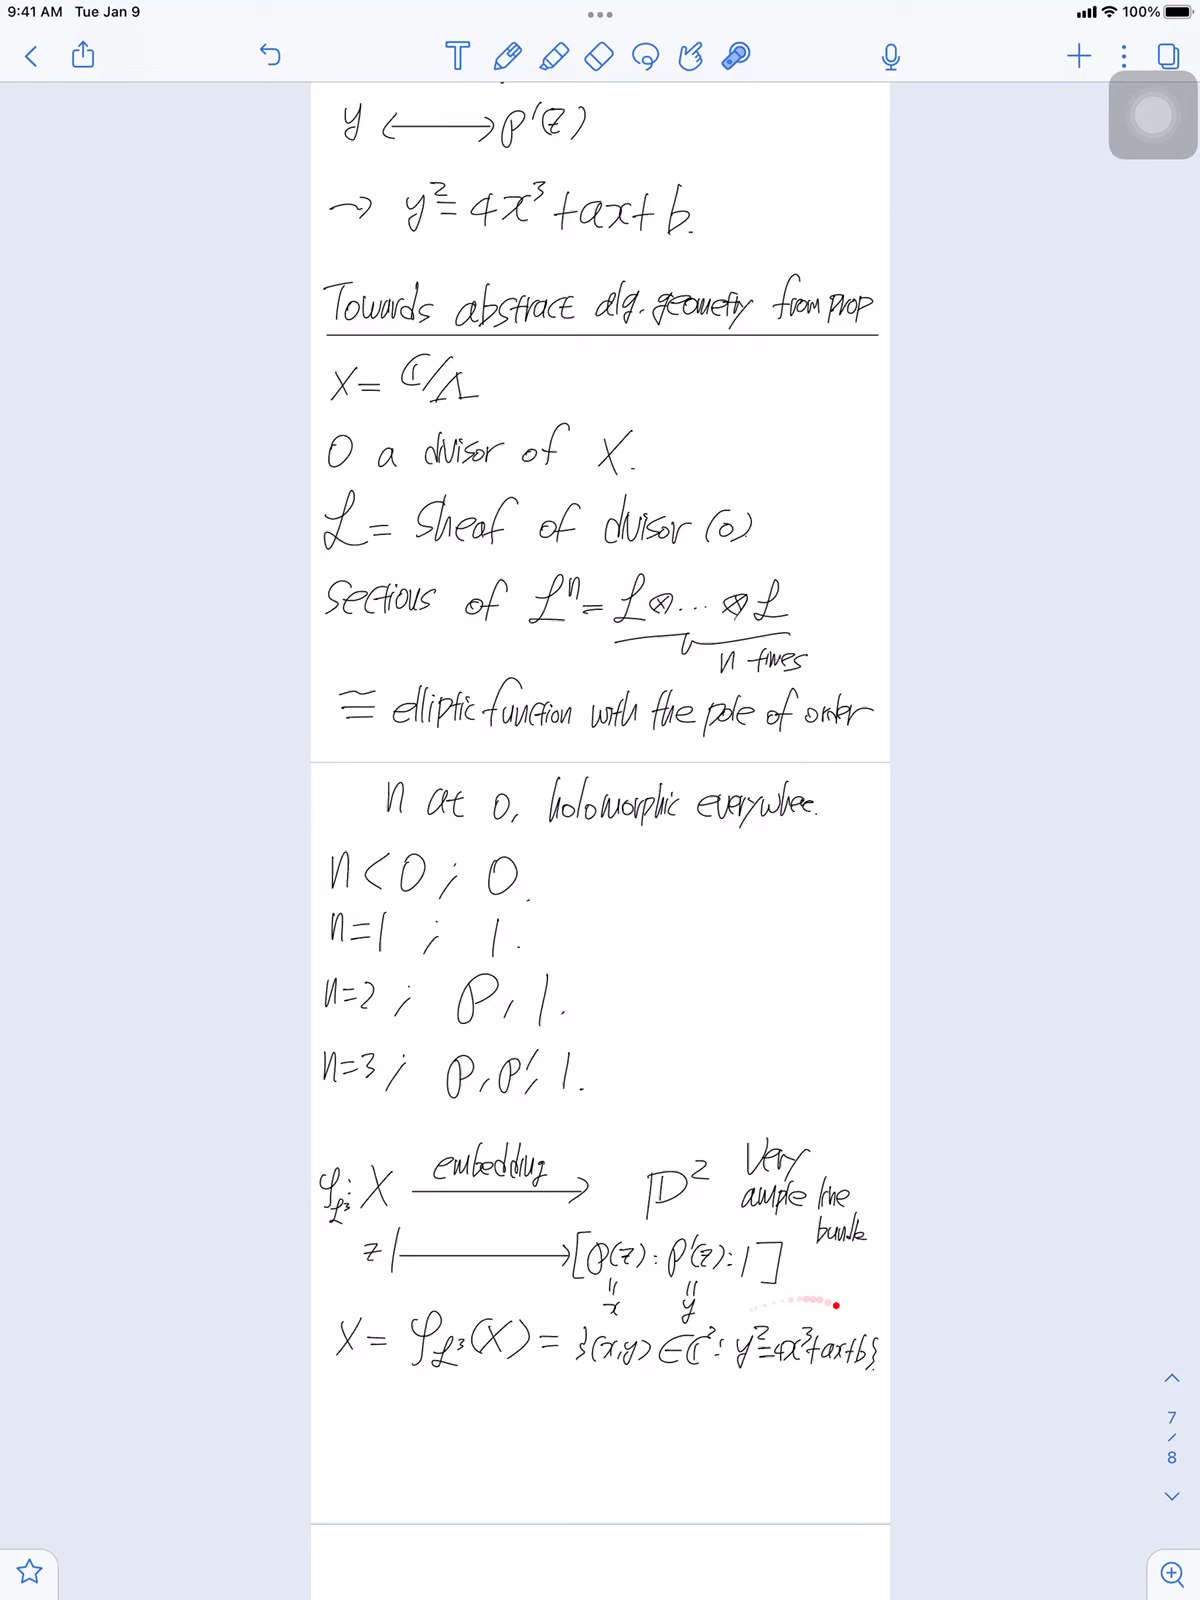 9:41 AM Tue Jan 9
100%
y ⟷ ℘'(z)
→ y² = 4x³ + ax + b.
Towards abstract alg. geometry from prop
X = ℂ/Λ
0 a divisor of X.
ℒ = Sheaf of divisor (0)
Sections of ℒⁿ = ℒ ⊗ ... ⊗ ℒ
n times
≅ elliptic function with the pole of order
n at 0, holomorphic everywhee.
n < 0 ; 0.
n = 1 ; 1.
n = 2 ; ℘, 1.
n = 3 ; ℘, ℘', 1.
φ_ℒ³ : X embedding ⟶ ℙ² Very ample line bundle
z ⟼ [℘(z) : ℘'(z) : 1]
= x = y
X = φ_ℒ³(X) = {(x,y) ∈ ℂ² : y² = 4x³ + ax + b}
7
/
8